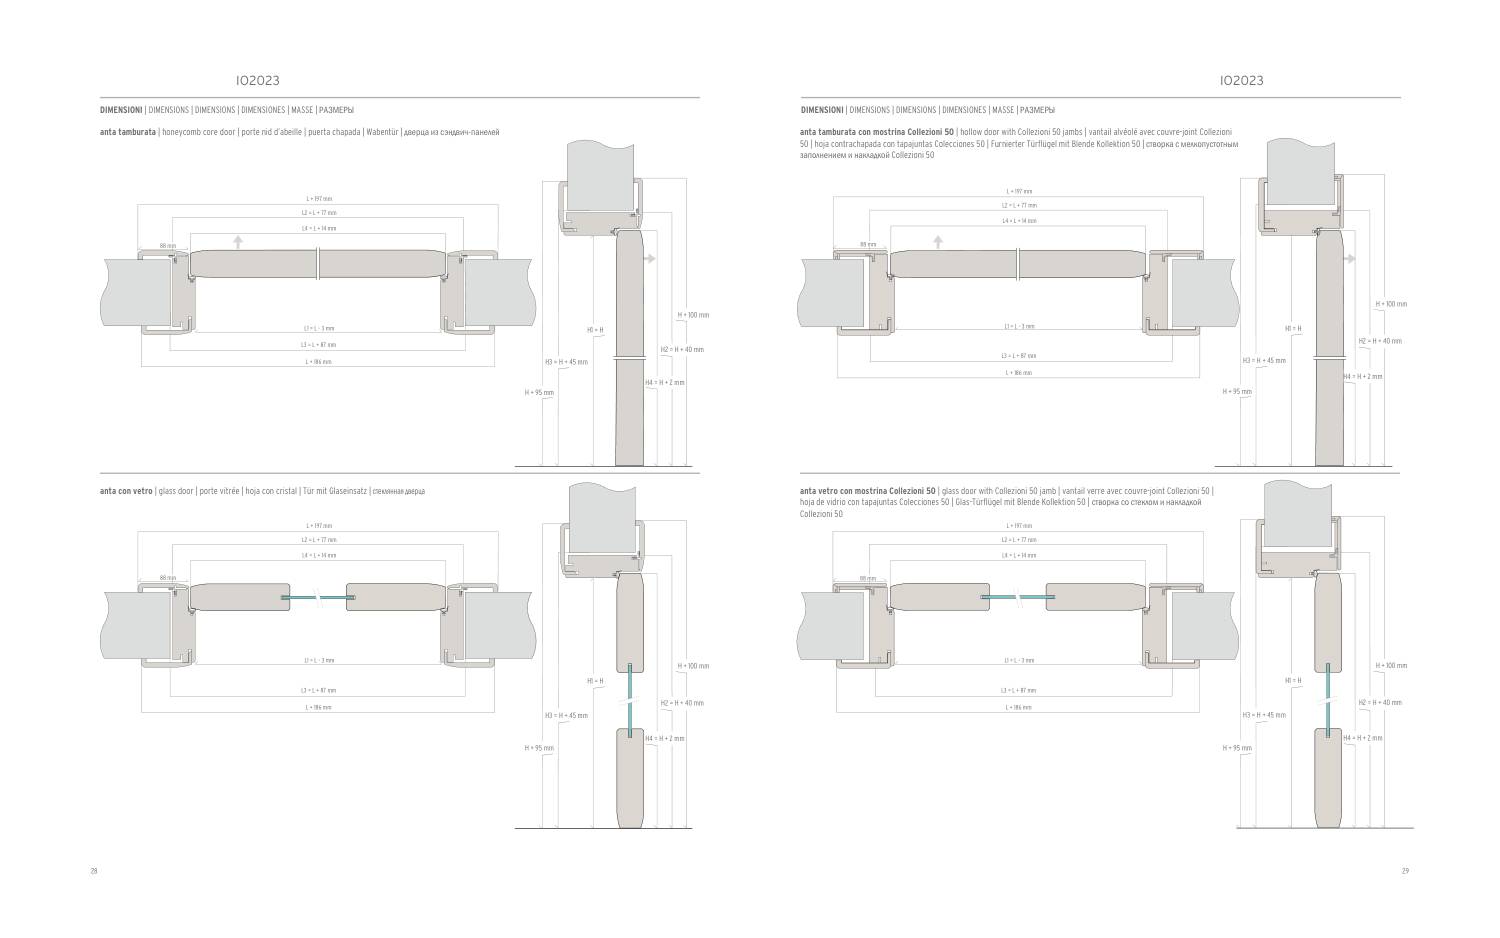 IO2023
DIMENSIONI | DIMENSIONS | DIMENSIONS | DIMENSIONES | MASSE | РАЗМЕРЫ
anta tamburata | honeycomb core door | porte nid d'abeille | puerta chapada | Wabentür | дверца из сэндвич-панелей
L + 197 mm
L2 = L + 77 mm
L4 = L + 14 mm
88 mm
L1 = L - 3 mm
L3 = L + 87 mm
L + 186 mm
H + 100 mm
H1 = H
H2 = H + 40 mm
H3 = H + 45 mm
H4 = H + 2 mm
H + 95 mm
anta con vetro | glass door | porte vitrée | hoja con cristal | Tür mit Glaseinsatz | стеклянная дверца
L + 197 mm
L2 = L + 77 mm
L4 = L + 14 mm
88 mm
L1 = L - 3 mm
L3 = L + 87 mm
L + 186 mm
H + 100 mm
H1 = H
H2 = H + 40 mm
H3 = H + 45 mm
H4 = H + 2 mm
H + 95 mm
28
IO2023
DIMENSIONI | DIMENSIONS | DIMENSIONS | DIMENSIONES | MASSE | РАЗМЕРЫ
anta tamburata con mostrina Collezioni 50 | hollow door with Collezioni 50 jambs | vantail alvéolé avec couvre-joint Collezioni
50 | hoja contrachapada con tapajuntas Colecciones 50 | Furnierter Türflügel mit Blende Kollektion 50 | створка с мелкопустотным
заполнением и накладкой Collezioni 50
L + 197 mm
L2 = L + 77 mm
L4 = L + 14 mm
88 mm
L1 = L - 3 mm
L3 = L + 87 mm
L + 186 mm
H + 100 mm
H1 = H
H2 = H + 40 mm
H3 = H + 45 mm
H4 = H + 2 mm
H + 95 mm
anta vetro con mostrina Collezioni 50 | glass door with Collezioni 50 jamb | vantail verre avec couvre-joint Collezioni 50 |
hoja de vidrio con tapajuntas Colecciones 50 | Glas-Türflügel mit Blende Kollektion 50 | створка со стеклом и накладкой
Collezioni 50
L + 197 mm
L2 = L + 77 mm
L4 = L + 14 mm
88 mm
L1 = L - 3 mm
L3 = L + 87 mm
L + 186 mm
H + 100 mm
H1 = H
H2 = H + 40 mm
H3 = H + 45 mm
H4 = H + 2 mm
H + 95 mm
29